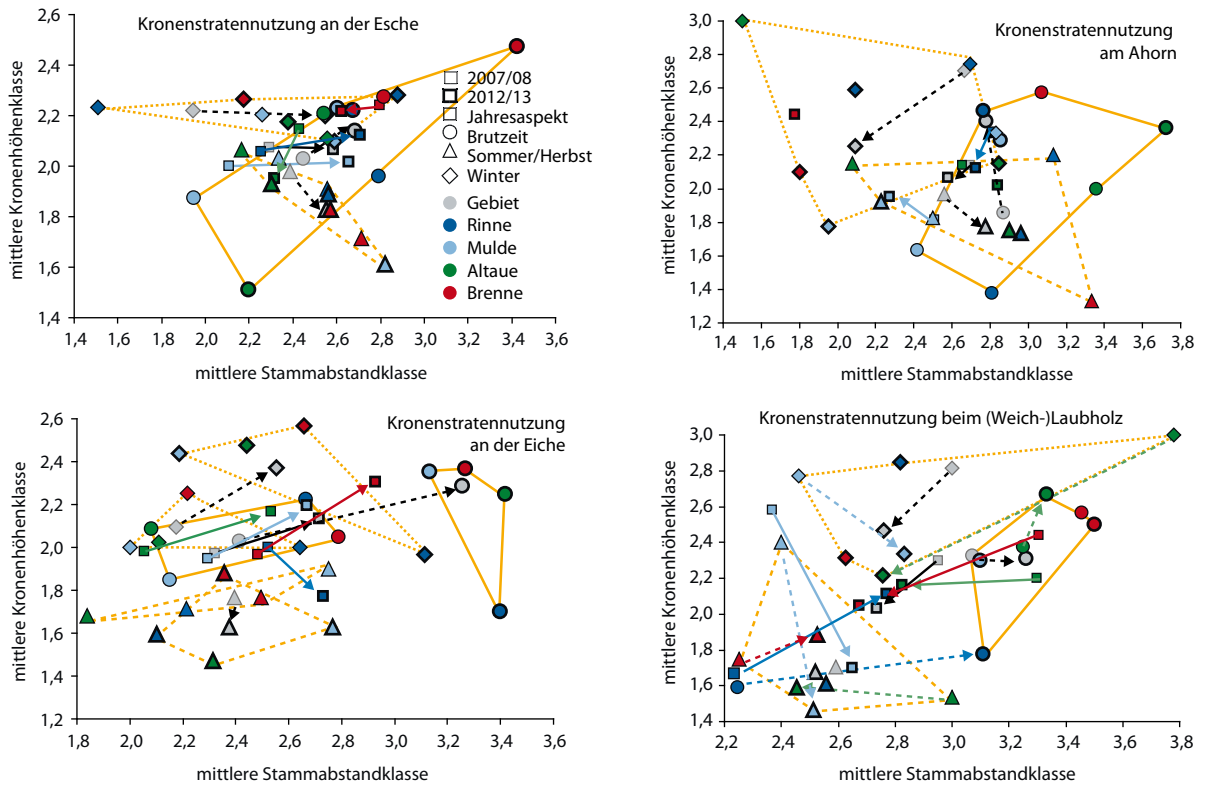 Kronenstratennutzung an der Esche
2,6
2,4
2,2
2,0
1,8
1,6
1,4
mittlere Kronenhöhenklasse
1,4 1,6 1,8 2,0 2,2 2,4 2,6 2,8 3,0 3,2 3,4 3,6
mittlere Stammabstandklasse
2007/08
2012/13
Jahresaspekt
Brutzeit
Sommer/Herbst
Winter
Gebiet
Rinne
Mulde
Altaue
Brenne
Kronenstratennutzung
am Ahorn
3,0
2,8
2,6
2,4
2,2
2,0
1,8
1,6
1,4
1,2
mittlere Kronenhöhenklasse
1,4 1,6 1,8 2,0 2,2 2,4 2,6 2,8 3,0 3,2 3,4 3,6 3,8
mittlere Stammabstandklasse
Kronenstratennutzung
an der Eiche
2,6
2,4
2,2
2,0
1,8
1,6
1,4
1,2
mittlere Kronenhöhenklasse
1,8 2,0 2,2 2,4 2,6 2,8 3,0 3,2 3,4 3,6
mittlere Stammabstandklasse
Kronenstratennutzung beim (Weich-)Laubholz
3,0
2,8
2,6
2,4
2,2
2,0
1,8
1,6
1,4
mittlere Kronenhöhenklasse
2,2 2,4 2,6 2,8 3,0 3,2 3,4 3,6 3,8
mittlere Stammabstandklasse